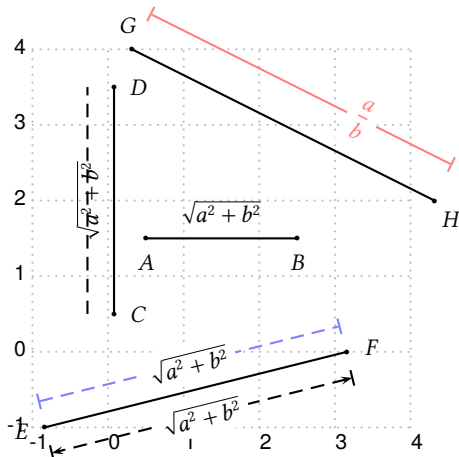 G
4
D
a/b
3
√a² + b²
2
√a² + b²
H
A
B
1
C
0
F
√a² + b²
√a² + b²
-1
E
-1 0 1 2 3 4